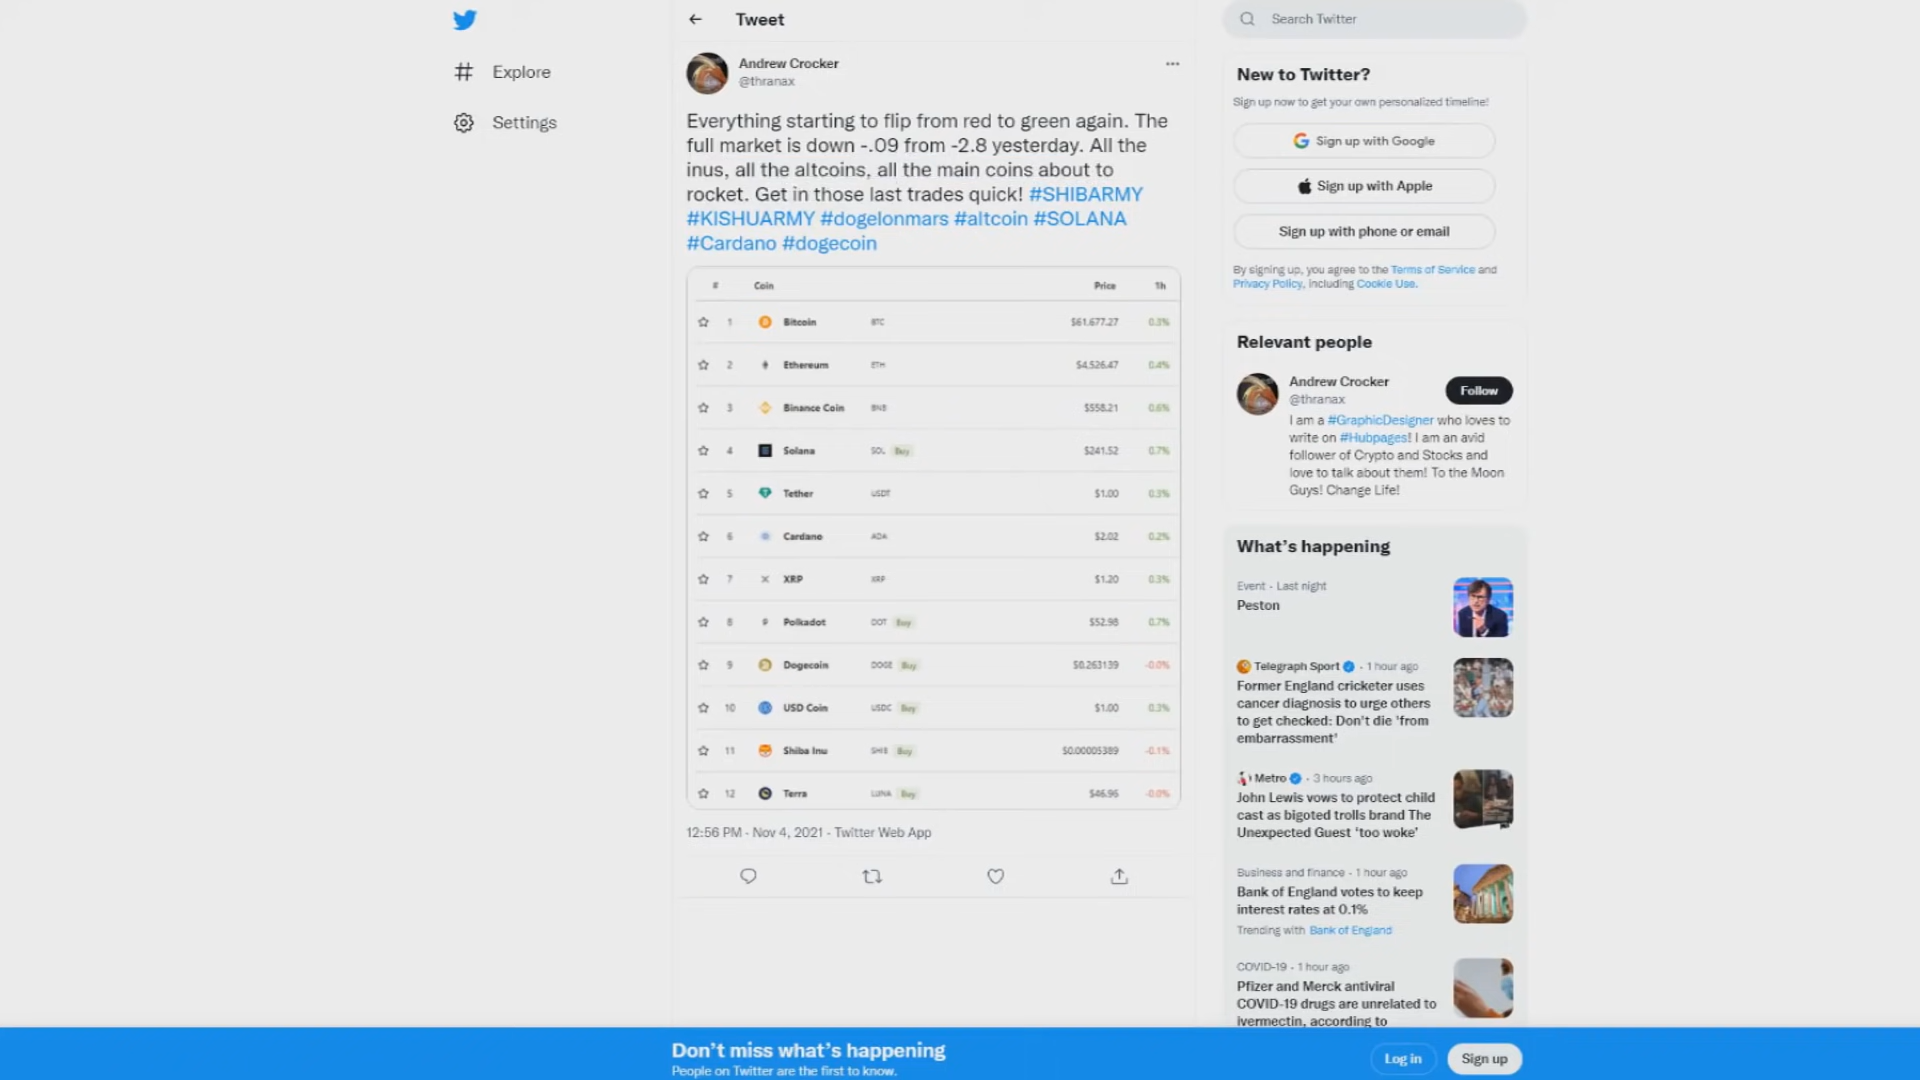 Tweet
Search Twitter
Explore
Settings
Andrew Crocker
@thranax
Everything starting to flip from red to green again. The
full market is down -.09 from -2.8 yesterday. All the
inus, all the altcoins, all the main coins about to
rocket. Get in those last trades quick! #SHIBARMY
#KISHUARMY #dogelonmars #altcoin #SOLANA
#Cardano #dogecoin
# Coin Price 1h
1 Bitcoin BTC $61,677.27 0.3%
2 Ethereum ETH $4,526.47 0.4%
3 Binance Coin BNB $558.21 0.6%
4 Solana SOL Buy $241.52 0.7%
5 Tether USDT $1.00 0.3%
6 Cardano ADA $2.02 0.2%
7 XRP XRP $1.20 0.3%
8 Polkadot DOT Buy $52.98 0.7%
9 Dogecoin DOGE Buy $0.263139 -0.0%
10 USD Coin USDC Buy $1.00 0.3%
11 Shiba Inu SHIB Buy $0.00005389 -0.1%
12 Terra LUNA Buy $46.96 -0.0%
12:56 PM · Nov 4, 2021 · Twitter Web App
New to Twitter?
Sign up now to get your own personalized timeline!
Sign up with Google
Sign up with Apple
Sign up with phone or email
By signing up, you agree to the Terms of Service and
Privacy Policy, including Cookie Use.
Relevant people
Andrew Crocker
@thranax
Follow
I am a #GraphicDesigner who loves to
write on #Hubpages! I am an avid
follower of Crypto and Stocks and
love to talk about them! To the Moon
Guys! Change Life!
What's happening
Event · Last night
Peston
Telegraph Sport · 1 hour ago
Former England cricketer uses
cancer diagnosis to urge others
to get checked: Don't die 'from
embarrassment'
Metro · 3 hours ago
John Lewis vows to protect child
cast as bigoted trolls brand The
Unexpected Guest 'too woke'
Business and finance · 1 hour ago
Bank of England votes to keep
interest rates at 0.1%
Trending with Bank of England
COVID-19 · 1 hour ago
Pfizer and Merck antiviral
COVID-19 drugs are unrelated to
ivermectin, according to
Don't miss what's happening
People on Twitter are the first to know.
Log in
Sign up